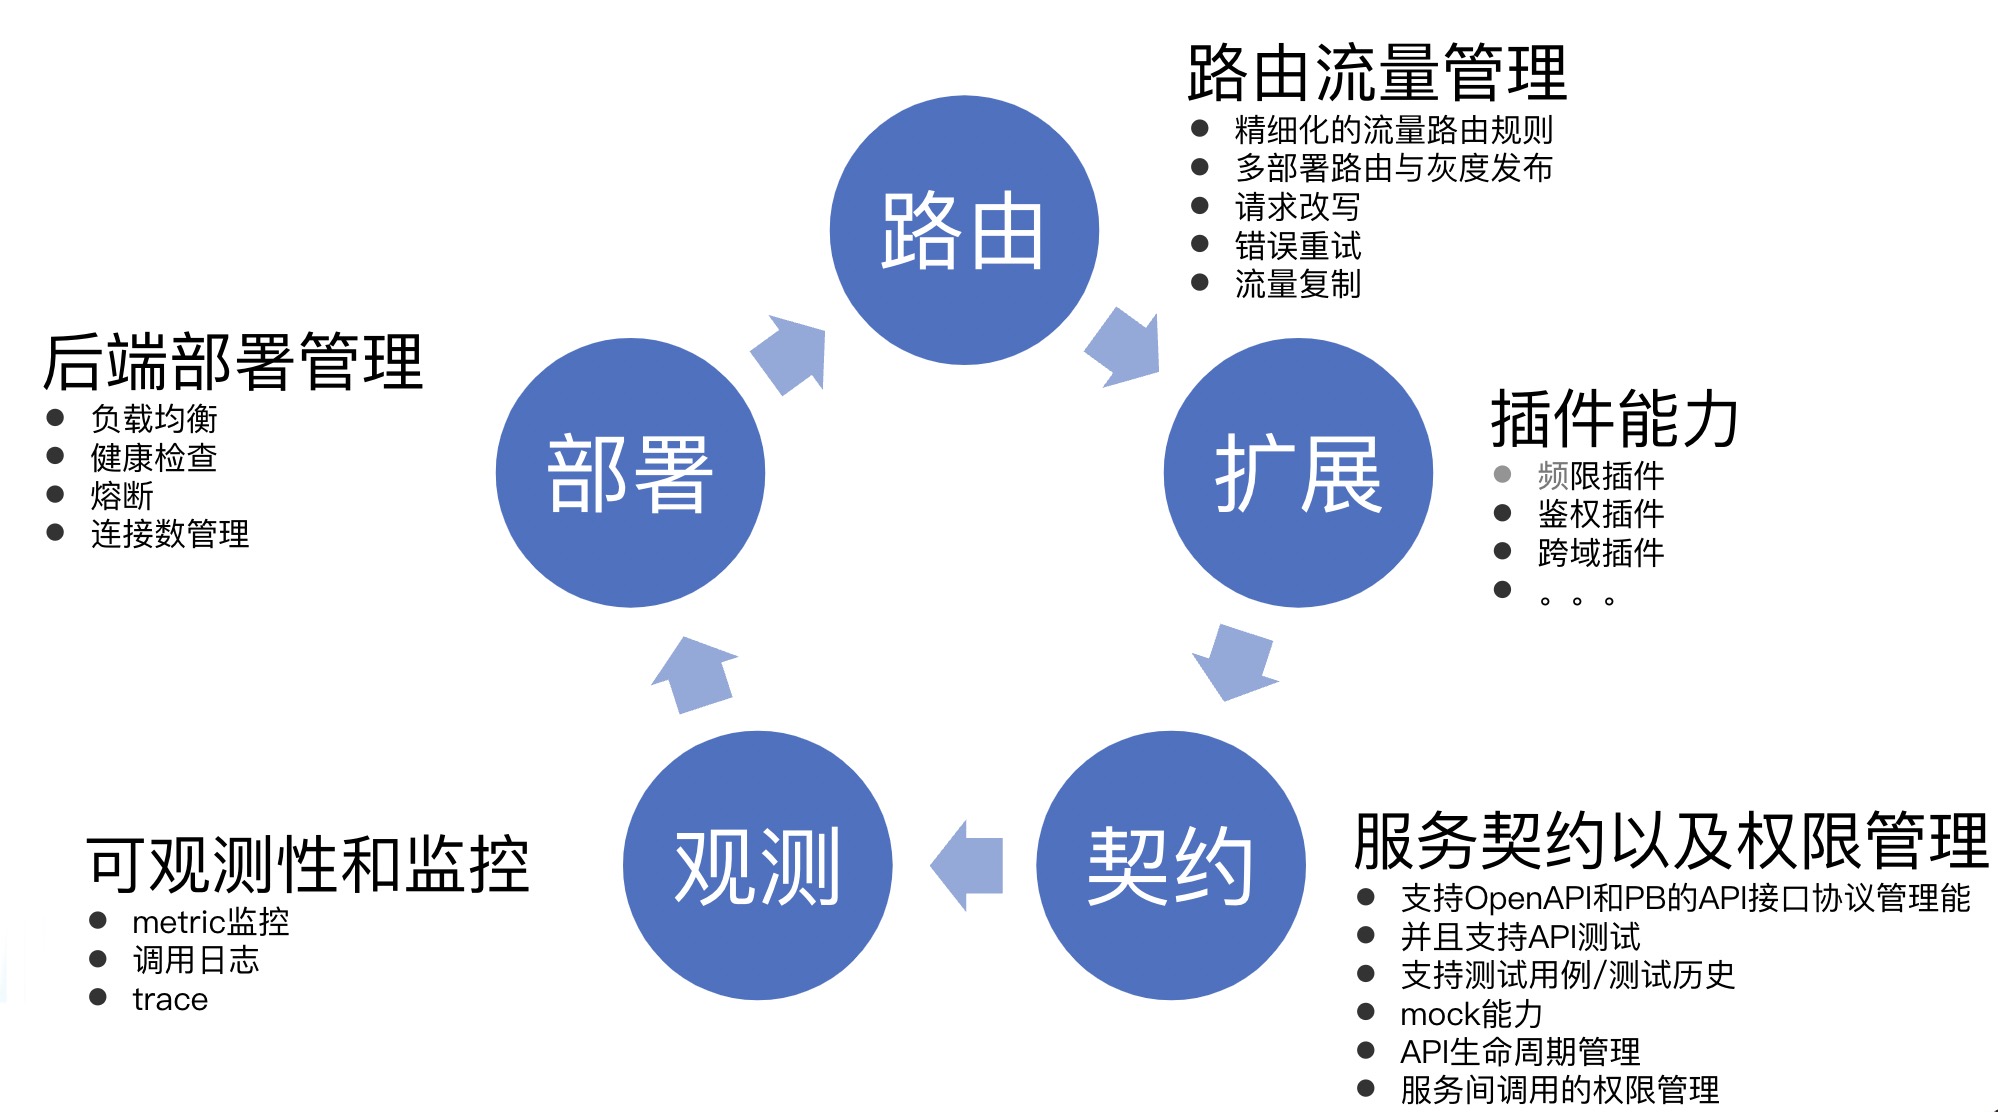 路由流量管理
精细化的流量路由规则
多部署路由与灰度发布
请求改写
错误重试
流量复制
路由
后端部署管理
负载均衡
健康检查
熔断
连接数管理
部署
扩展
插件能力
频限插件
鉴权插件
跨域插件
。。。
可观测性和监控
metric监控
调用日志
trace
观测
契约
服务契约以及权限管理
支持OpenAPI和PB的API接口协议管理能
并且支持API测试
支持测试用例/测试历史
mock能力
API生命周期管理
服务间调用的权限管理